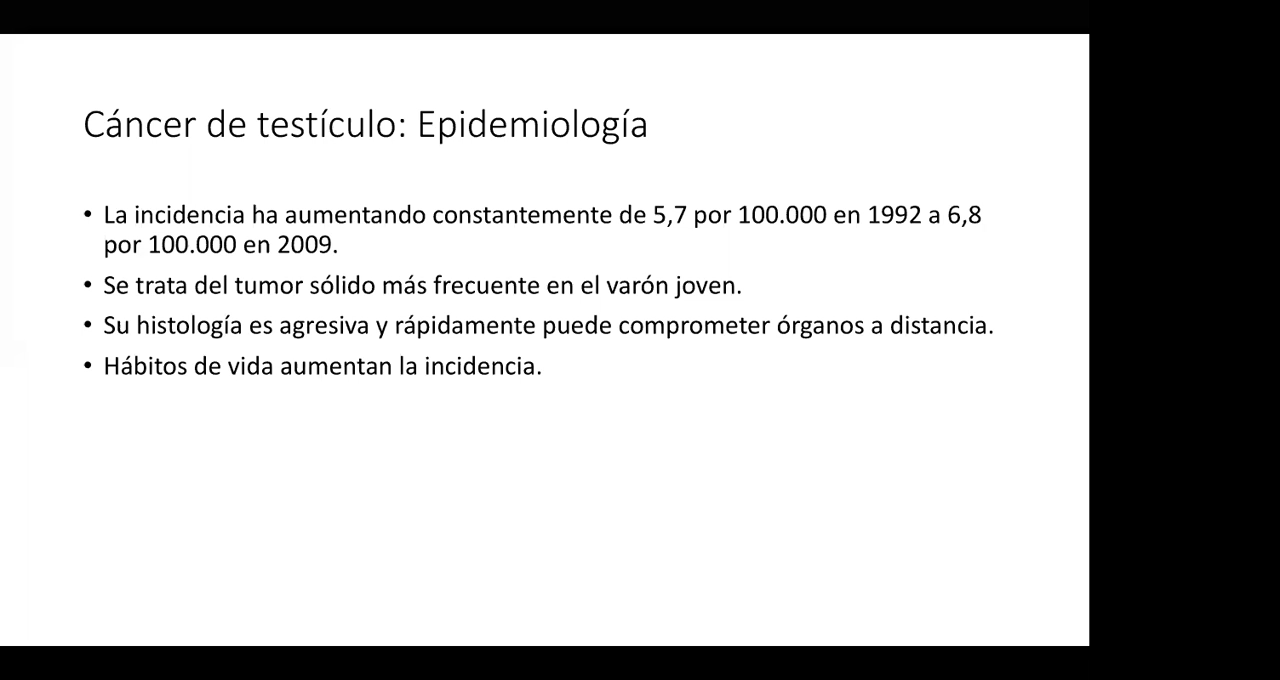 Cáncer de testículo: Epidemiología
• La incidencia ha aumentando constantemente de 5,7 por 100.000 en 1992 a 6,8
por 100.000 en 2009.
• Se trata del tumor sólido más frecuente en el varón joven.
• Su histología es agresiva y rápidamente puede comprometer órganos a distancia.
• Hábitos de vida aumentan la incidencia.